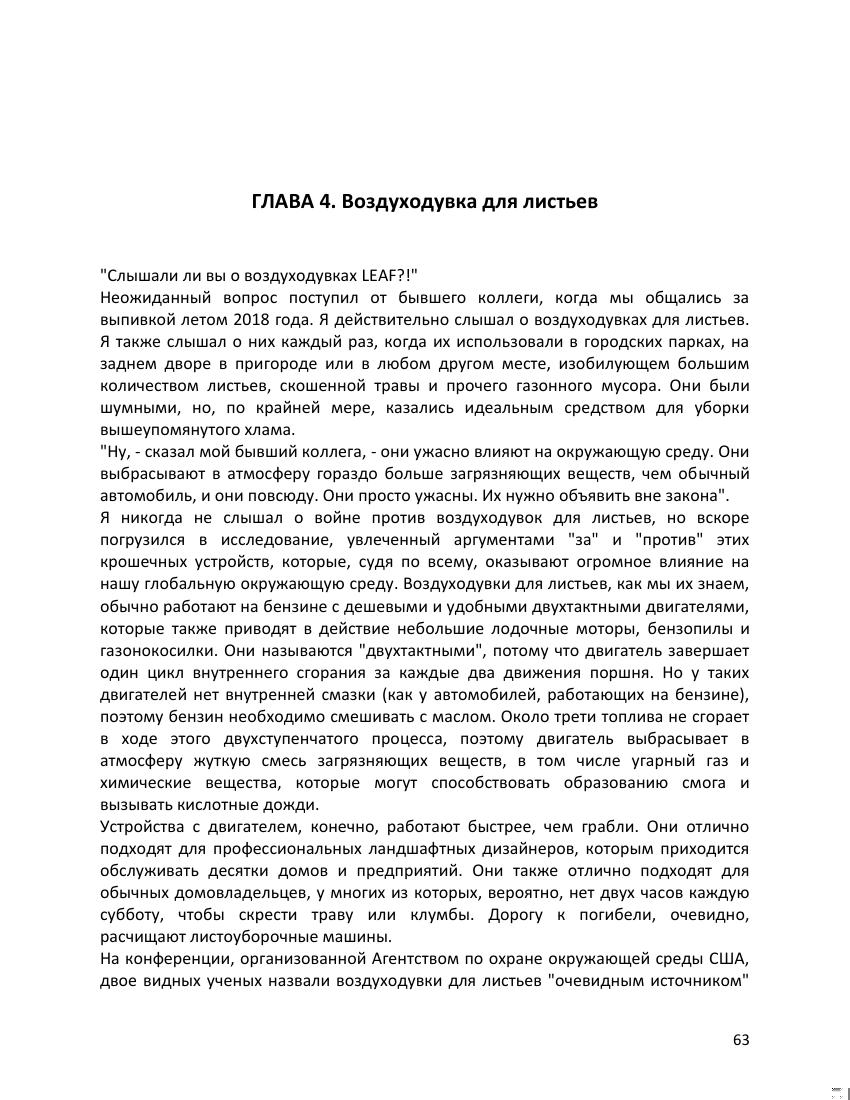 ГЛАВА 4. Воздуходувка для листьев
"Слышали ли вы о воздуходувках LEAF?!"
Неожиданный вопрос поступил от бывшего коллеги, когда мы общались за
выпивкой летом 2018 года. Я действительно слышал о воздуходувках для листьев.
Я также слышал о них каждый раз, когда их использовали в городских парках, на
заднем дворе в пригороде или в любом другом месте, изобилующем большим
количеством листьев, скошенной травы и прочего газонного мусора. Они были
шумными, но, по крайней мере, казались идеальным средством для уборки
вышеупомянутого хлама.
"Ну, - сказал мой бывший коллега, - они ужасно влияют на окружающую среду. Они
выбрасывают в атмосферу гораздо больше загрязняющих веществ, чем обычный
автомобиль, и они повсюду. Они просто ужасны. Их нужно объявить вне закона".
Я никогда не слышал о войне против воздуходувок для листьев, но вскоре
погрузился в исследование, увлеченный аргументами "за" и "против" этих
крошечных устройств, которые, судя по всему, оказывают огромное влияние на
нашу глобальную окружающую среду. Воздуходувки для листьев, как мы их знаем,
обычно работают на бензине с дешевыми и удобными двухтактными двигателями,
которые также приводят в действие небольшие лодочные моторы, бензопилы и
газонокосилки. Они называются "двухтактными", потому что двигатель завершает
один цикл внутреннего сгорания за каждые два движения поршня. Но у таких
двигателей нет внутренней смазки (как у автомобилей, работающих на бензине),
поэтому бензин необходимо смешивать с маслом. Около трети топлива не сгорает
в ходе этого двухступенчатого процесса, поэтому двигатель выбрасывает в
атмосферу жуткую смесь загрязняющих веществ, в том числе угарный газ и
химические вещества, которые могут способствовать образованию смога и
вызывать кислотные дожди.
Устройства с двигателем, конечно, работают быстрее, чем грабли. Они отлично
подходят для профессиональных ландшафтных дизайнеров, которым приходится
обслуживать десятки домов и предприятий. Они также отлично подходят для
обычных домовладельцев, у многих из которых, вероятно, нет двух часов каждую
субботу, чтобы скрести траву или клумбы. Дорогу к погибели, очевидно,
расчищают листоуборочные машины.
На конференции, организованной Агентством по охране окружающей среды США,
двое видных ученых назвали воздуходувки для листьев "очевидным источником"
63